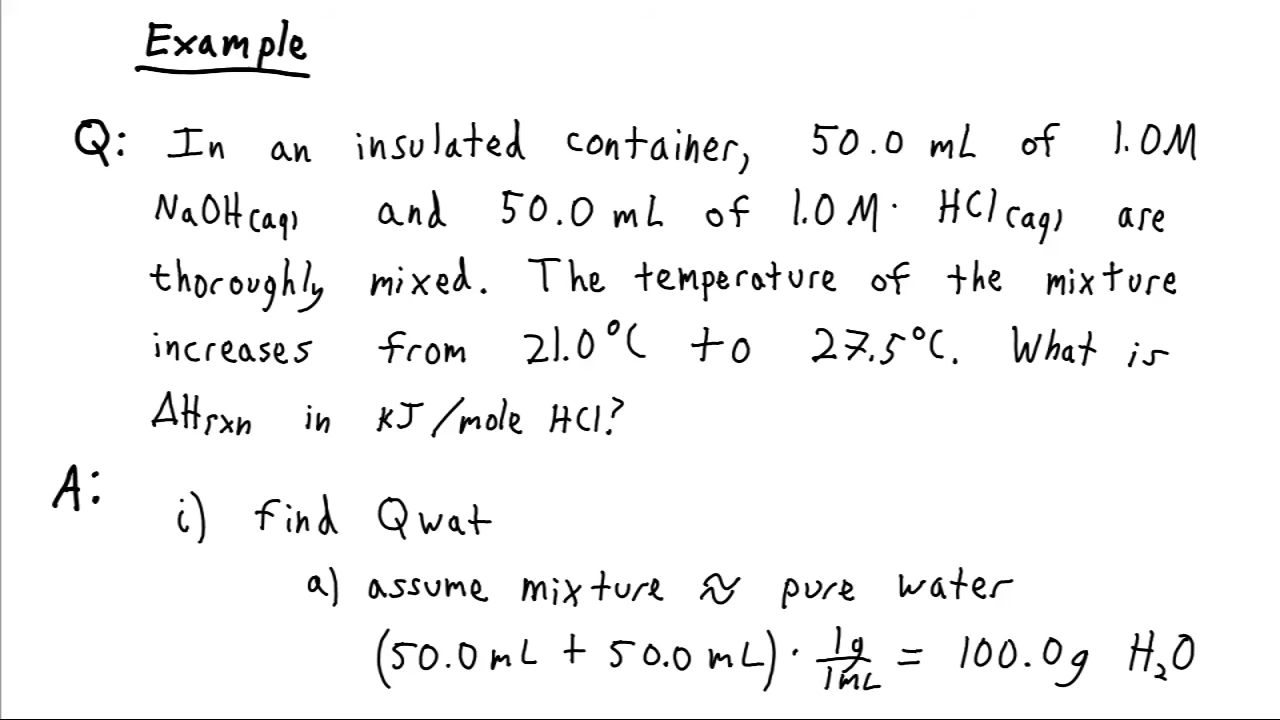 Example
Q: In an insulated container, 50.0 mL of 1.0M
NaOH(aq) and 50.0 mL of 1.0 M. HCl(aq) are
thoroughly mixed. The temperature of the mixture
increases from 21.0°C to 27.5°C. What is
ΔHrxn in KJ/mole HCl?
A:
i) find Qwat
a) assume mixture ≈ pure water
(50.0 mL + 50.0 mL) · 1g/1mL = 100.0g H₂O